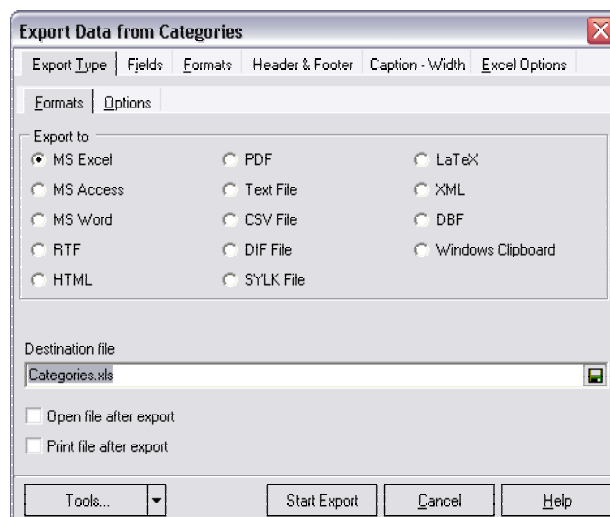 Export Data from Categories
Export Type Fields Formats Header & Footer Caption - Width Excel Options
Formats Options
Export to
MS Excel PDF LaTeX
MS Access Text File XML
MS Word CSV File DBF
RTF DIF File Windows Clipboard
HTML SYLK File
Destination file
Categories.xls
Open file after export
Print file after export
Tools... Start Export Cancel Help